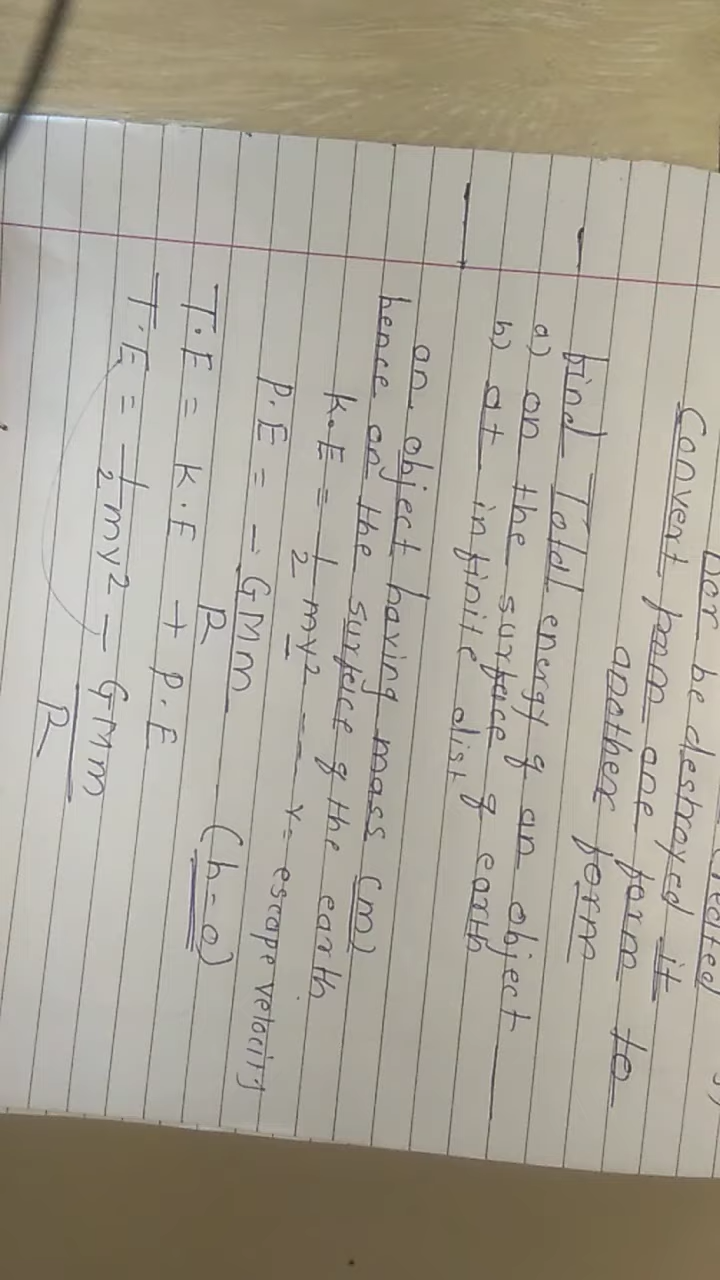 nor be destroyed it
Convert from one form to
another form
find Total energy of an object
a) on the surface of earth
b) at infinite dist
an object having mass (m)
hence on the surface of the earth
K.E = 1/2 mv² -- v = escape velocity
P.E = - GMm/R (h=0)
T.E = K.E + P.E
T.E = 1/2 mv² - GMm/R